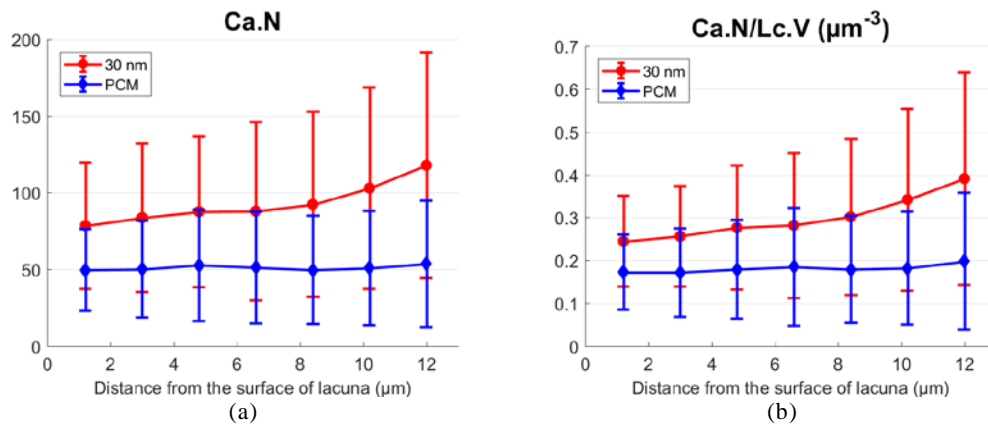 Ca.N
200
150
100
50
0
30 nm
PCM
0 2 4 6 8 10 12
Distance from the surface of lacuna (μm)
(a)
Ca.N/Lc.V (μm⁻³)
0.7
0.6
0.5
0.4
0.3
0.2
0.1
0
30 nm
PCM
0 2 4 6 8 10 12
Distance from the surface of lacuna (μm)
(b)